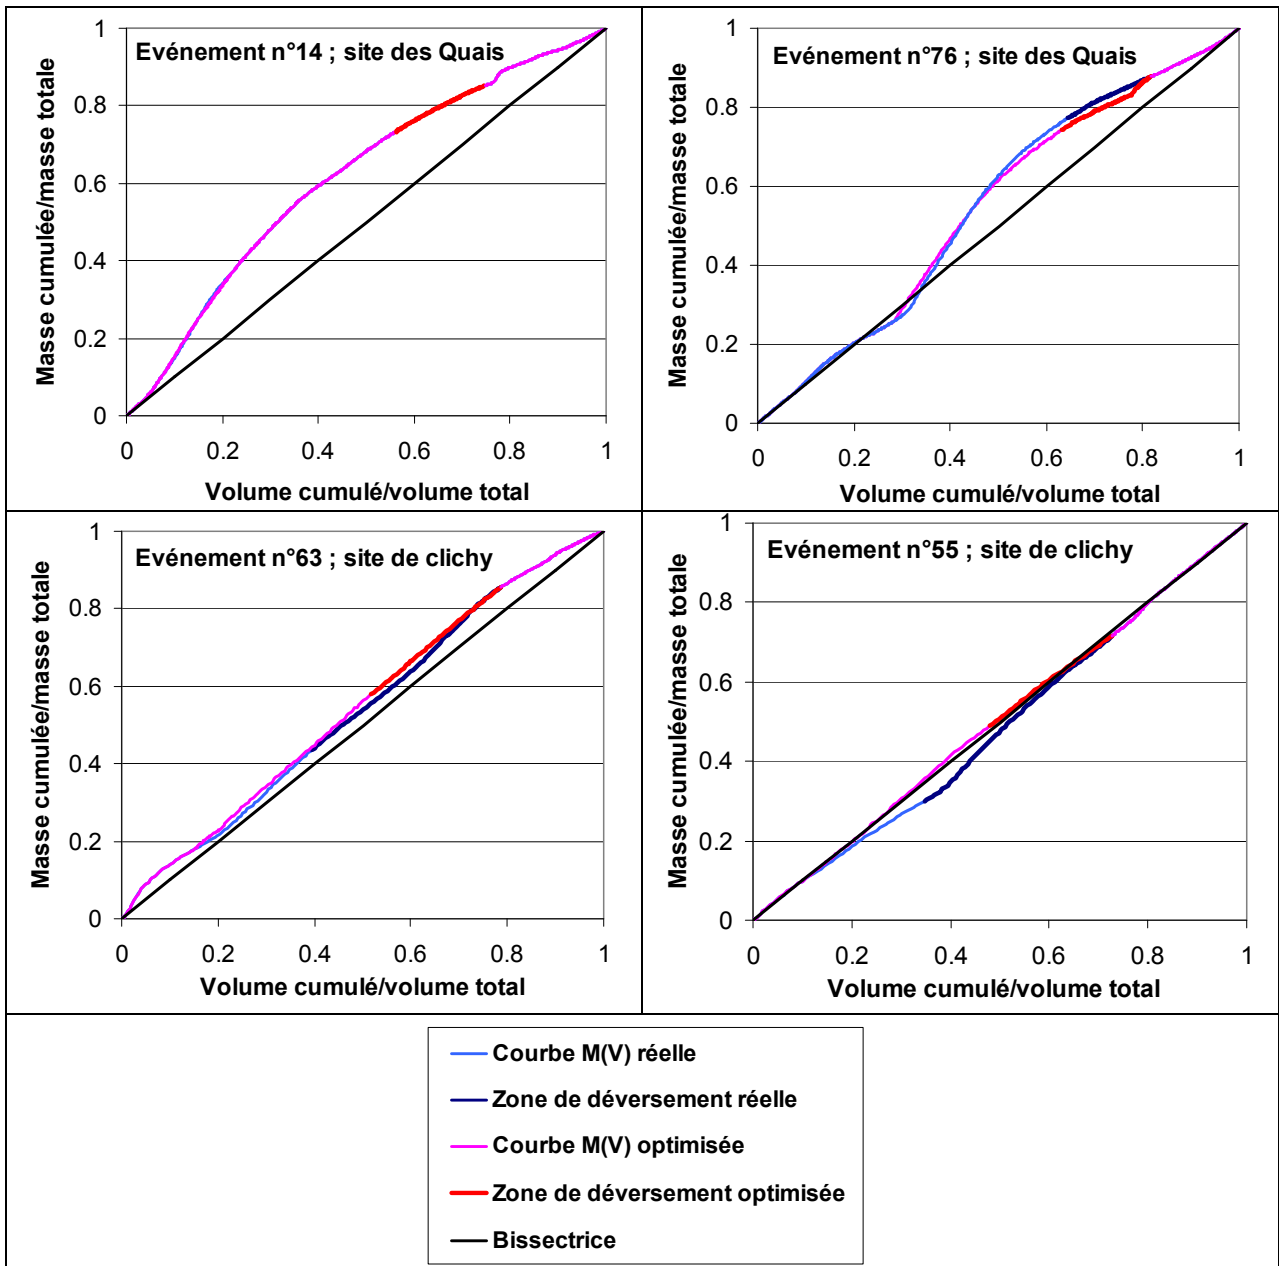 Evénement n°14 ; site des Quais
Masse cumulée/masse totale
1
0.8
0.6
0.4
0.2
0
0 0.2 0.4 0.6 0.8 1
Volume cumulé/volume total
Evénement n°76 ; site des Quais
Masse cumulée/masse totale
1
0.8
0.6
0.4
0.2
0
0 0.2 0.4 0.6 0.8 1
Volume cumulé/volume total
Evénement n°63 ; site de clichy
Masse cumulée/masse totale
1
0.8
0.6
0.4
0.2
0
0 0.2 0.4 0.6 0.8 1
Volume cumulé/volume total
Evénement n°55 ; site de clichy
Masse cumulée/masse totale
1
0.8
0.6
0.4
0.2
0
0 0.2 0.4 0.6 0.8 1
Volume cumulé/volume total
Courbe M(V) réelle
Zone de déversement réelle
Courbe M(V) optimisée
Zone de déversement optimisée
Bissectrice